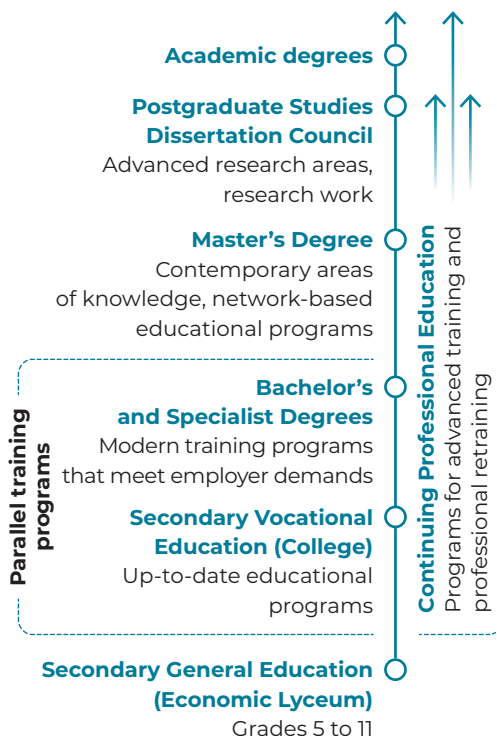 Academic degrees
Postgraduate Studies
Dissertation Council
Advanced research areas,
research work
Master’s Degree
Contemporary areas
of knowledge, network-based
educational programs
Bachelor’s
and Specialist Degrees
Modern training programs
that meet employer demands
Secondary Vocational
Education (College)
Up-to-date educational
programs
Secondary General Education
(Economic Lyceum)
Grades 5 to 11
Parallel training
programs
Continuing Professional Education
Programs for advanced training and
professional retraining